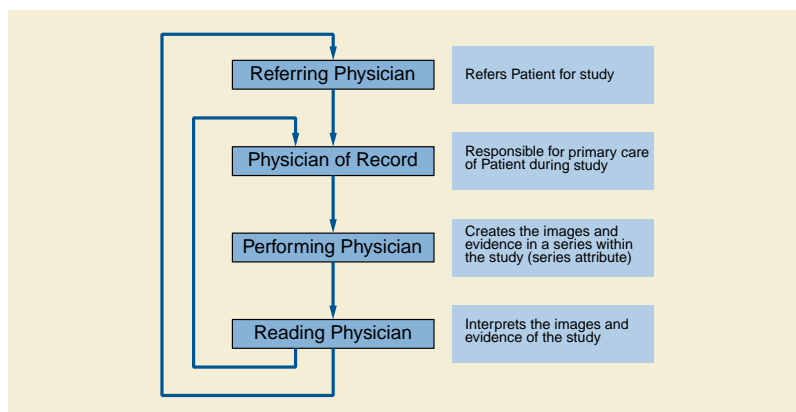 Referring Physician
Refers Patient for study
Physician of Record
Responsible for primary care
of Patient during study
Performing Physician
Creates the images and
evidence in a series within
the study (series attribute)
Reading Physician
Interprets the images and
evidence of the study